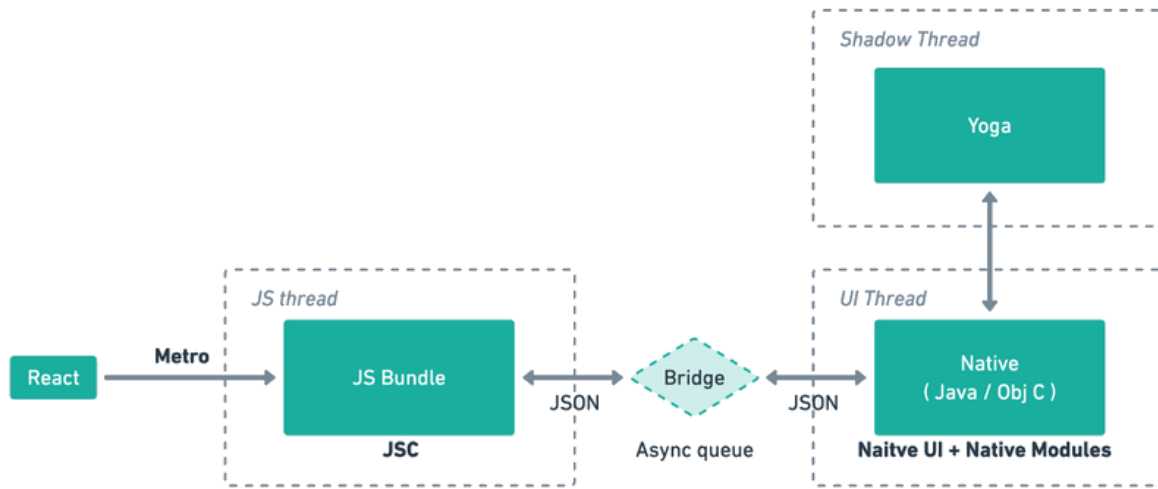 Shadow Thread
Yoga
JS thread
UI Thread
React
Metro
JS Bundle
JSC
JSON
Bridge
Async queue
JSON
Native
( Java / Obj C )
Naitve UI + Native Modules